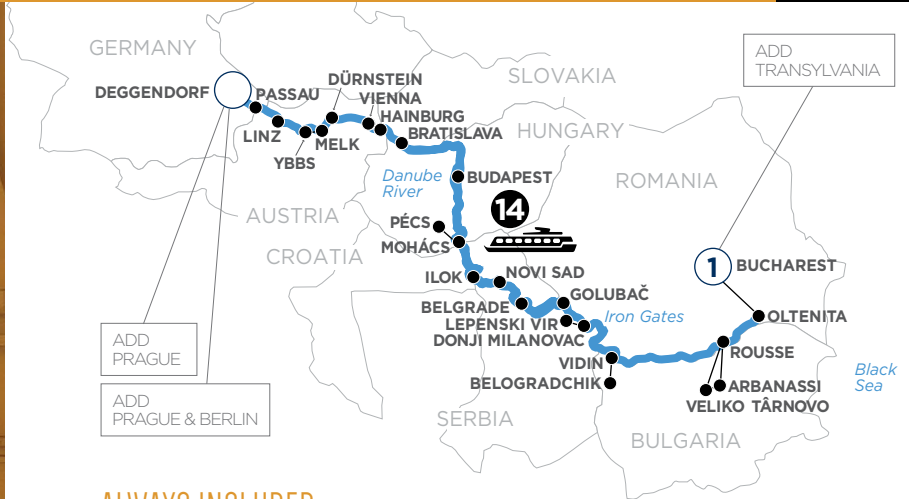 GERMANY
ADD
TRANSYLVANIA
DÜRNSTEIN
SLOVAKIA
DEGGENDORF
PASSAU
VIENNA
HAINBURG
LINZ
MELK
BRATISLAVA
HUNGARY
YBBS
Danube
River
BUDAPEST
ROMANIA
14
AUSTRIA
PÉCS
CROATIA
MOHÁCS
1
BUCHAREST
ILOK
NOVI SAD
GOLUBAČ
BELGRADE
LEPENSKI VIR
Iron Gates
OLTENITA
DONJI MILANOVAC
ADD
PRAGUE
ROUSSE
VIDIN
BELOGRADCHIK
Black
Sea
ARBANASSI
ADD
PRAGUE & BERLIN
VELIKO TÂRNOVO
SERBIA
BULGARIA
ALWAYS INCLUDED